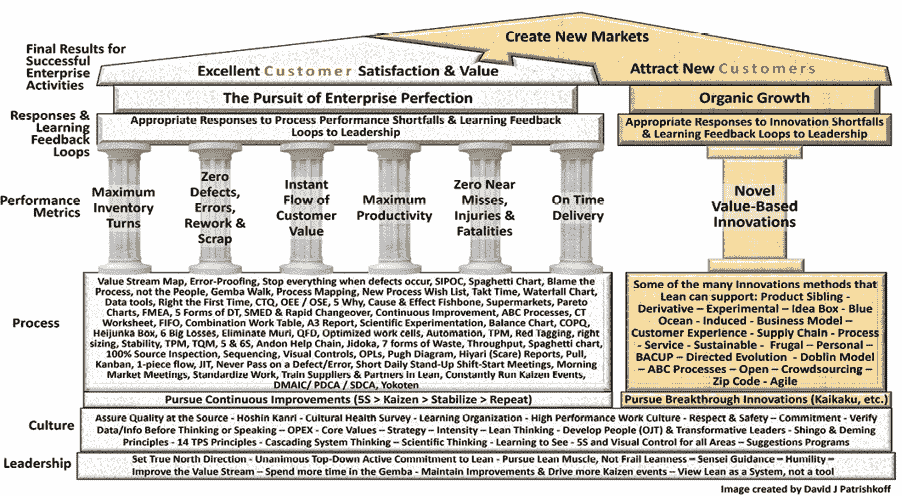 Create New Markets
Final Results for
Successful
Enterprise
Activities
Excellent Customer Satisfaction & Value
Attract New Customers
The Pursuit of Enterprise Perfection
Organic Growth
Responses &
Learning
Feedback
Loops
Appropriate Responses to Process Performance Shortfalls & Learning Feedback
Loops to Leadership
Appropriate Responses to Innovation Shortfalls
& Learning Feedback Loops to Leadership
Performance
Metrics
Maximum
Inventory
Turns
Zero
Defects,
Errors,
Rework &
Scrap
Instant
Flow of
Customer
Value
Maximum
Productivity
Zero Near
Misses,
Injuries &
Fatalities
On Time
Delivery
Novel
Value-Based
Innovations
Process
Value Stream Map, Error-Proofing, Stop everything when defects occur, SIPOC, Spaghetti Chart, Blame the
Process, not the People, Gemba Walk, Process Mapping, New Process Wish List, Takt Time, Waterfall Chart,
Data tools, Right the First Time, CTQ, OEE / OSE, 5 Why, Cause & Effect Fishbone, Supermarkets, Pareto
Charts, FMEA, 5 Forms of DT, SMED & Rapid Changeover, Continuous Improvement, ABC Processes, CT
Worksheet, FIFO, Combination Work Table, A3 Report, Scientific Experimentation, Balance Chart, COPQ,
Heijunka Box, 6 Big Losses, Eliminate Muri, QFD, Optimized work cells, Automation, TPM, Red Tagging, right
sizing, Stability, TPM, TQM, 5 & 6S, Andon Help Chain, Jidoka, 7 forms of Waste, Throughput, Spaghetti chart,
100% Source Inspection, Sequencing, Visual Controls, OPLs, Pugh Diagram, Hiyari (Scare) Reports, Pull,
Kanban, 1-piece flow, JIT, Never Pass on a Defect/Error, Short Daily Stand-Up Shift-Start Meetings, Morning
Market Meetings, Standardize Work, Train Suppliers & Partners In Lean, Constantly Run Kaizen Events,
DMAIC/ PDCA / SDCA, Yokoten
Some of the many Innovations methods that
Lean can support: Product Sibling -
Derivative – Experimental – Idea Box - Blue
Ocean - Induced - Business Model –
Customer Experience - Supply Chain - Process
- Service - Sustainable - Frugal – Personal –
BACUP – Directed Evolution - Doblin Model
– ABC Processes – Open – Crowdsourcing –
Zip Code - Agile
Pursue Continuous Improvements (5S > Kaizen > Stabilize > Repeat)
Pursue Breakthrough Innovations (Kaikaku, etc.)
Culture
Assure Quality at the Source - Hoshin Kanri - Cultural Health Survey - Learning Organization - High Performance Work Culture - Respect & Safety – Commitment - Verify
Data/Info Before Thinking or Speaking – OPEX - Core Values – Strategy – Intensity – Lean Thinking - Develop People (OJT) & Transformative Leaders - Shingo & Deming
Principles - 14 TPS Principles - Cascading System Thinking – Scientific Thinking - Learning to See - 5S and Visual Control for all Areas – Suggestions Programs
Leadership
Set True North Direction - Unanimous Top-Down Active Commitment to Lean - Pursue Lean Muscle, Not Frail Leanness – Sensei Guidance – Humility –
Improve the Value Stream – Spend more time in the Gemba - Maintain Improvements & Drive more Kaizen events – View Lean as a System, not a tool
Image created by David J Patrishkoff